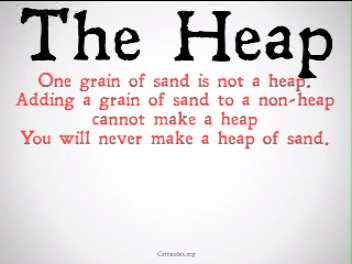 The Heap
One grain of sand is not a heap.
Adding a grain of sand to a non-heap
cannot make a heap
You will never make a heap of sand.
Carneades.org